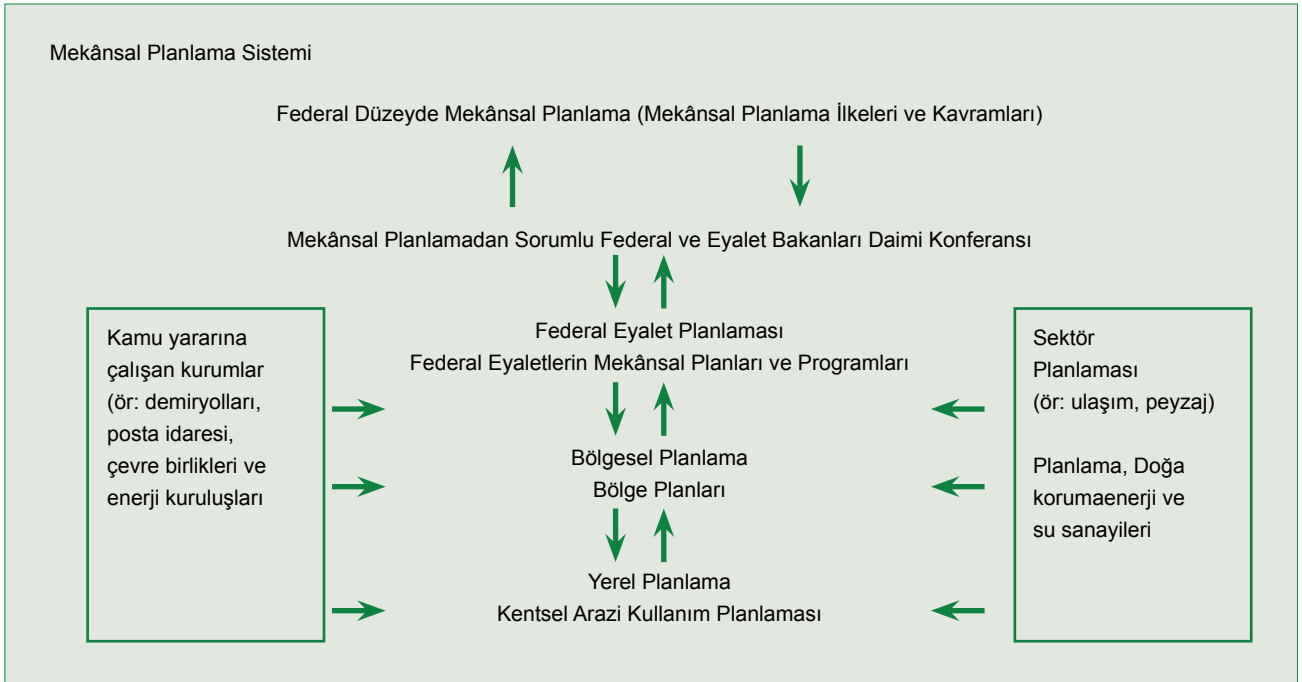 Mekânsal Planlama Sistemi
Federal Düzeyde Mekânsal Planlama (Mekânsal Planlama İlkeleri ve Kavramları)
Mekânsal Planlamadan Sorumlu Federal ve Eyalet Bakanları Daimi Konferansı
Federal Eyalet Planlaması
Federal Eyaletlerin Mekânsal Planları ve Programları
Bölgesel Planlama
Bölge Planları
Yerel Planlama
Kentsel Arazi Kullanım Planlaması
Kamu yararına
çalışan kurumlar
(ör: demiryolları,
posta idaresi,
çevre birlikleri ve
enerji kuruluşları
Sektör
Planlaması
(ör: ulaşım, peyzaj)
Planlama, Doğa
korumaenerji ve
su sanayileri